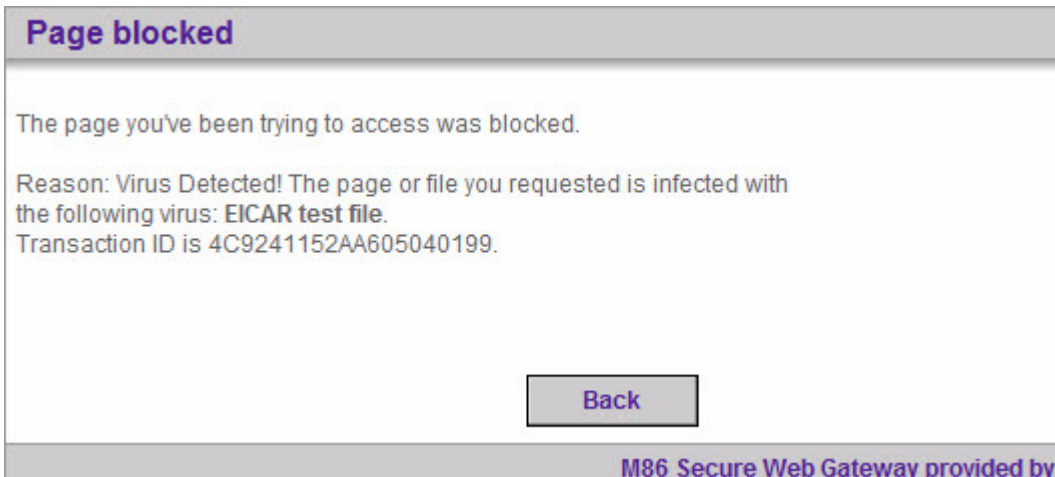 Page blocked
The page you've been trying to access was blocked.
Reason: Virus Detected! The page or file you requested is infected with
the following virus: EICAR test file.
Transaction ID is 4C9241152AA605040199.
Back
M86 Secure Web Gateway provided by